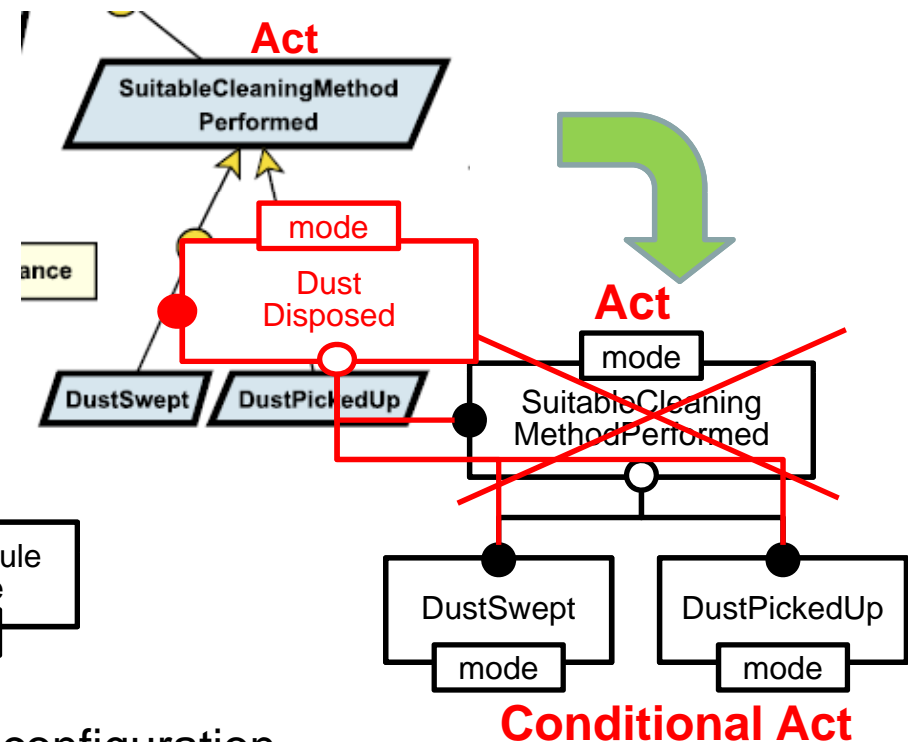 Act
SuitableCleaningMethod
Performed
mode
ance
Dust
Disposed
Act
mode
DustSwept
DustPickedUp
SuitableCleaning
MethodPerformed
ule
e
DustSwept
DustPickedUp
mode
mode
Conditional Act
configuration